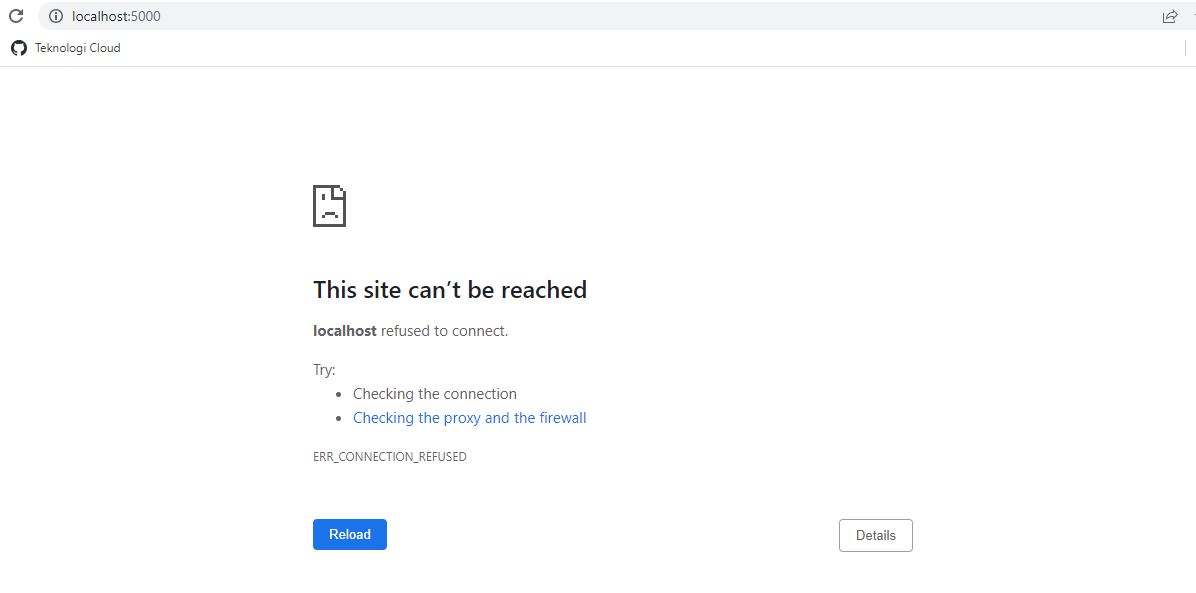 localhost:5000
Teknologi Cloud
This site can’t be reached
localhost refused to connect.
Try:
• Checking the connection
• Checking the proxy and the firewall
ERR_CONNECTION_REFUSED
Reload
Details